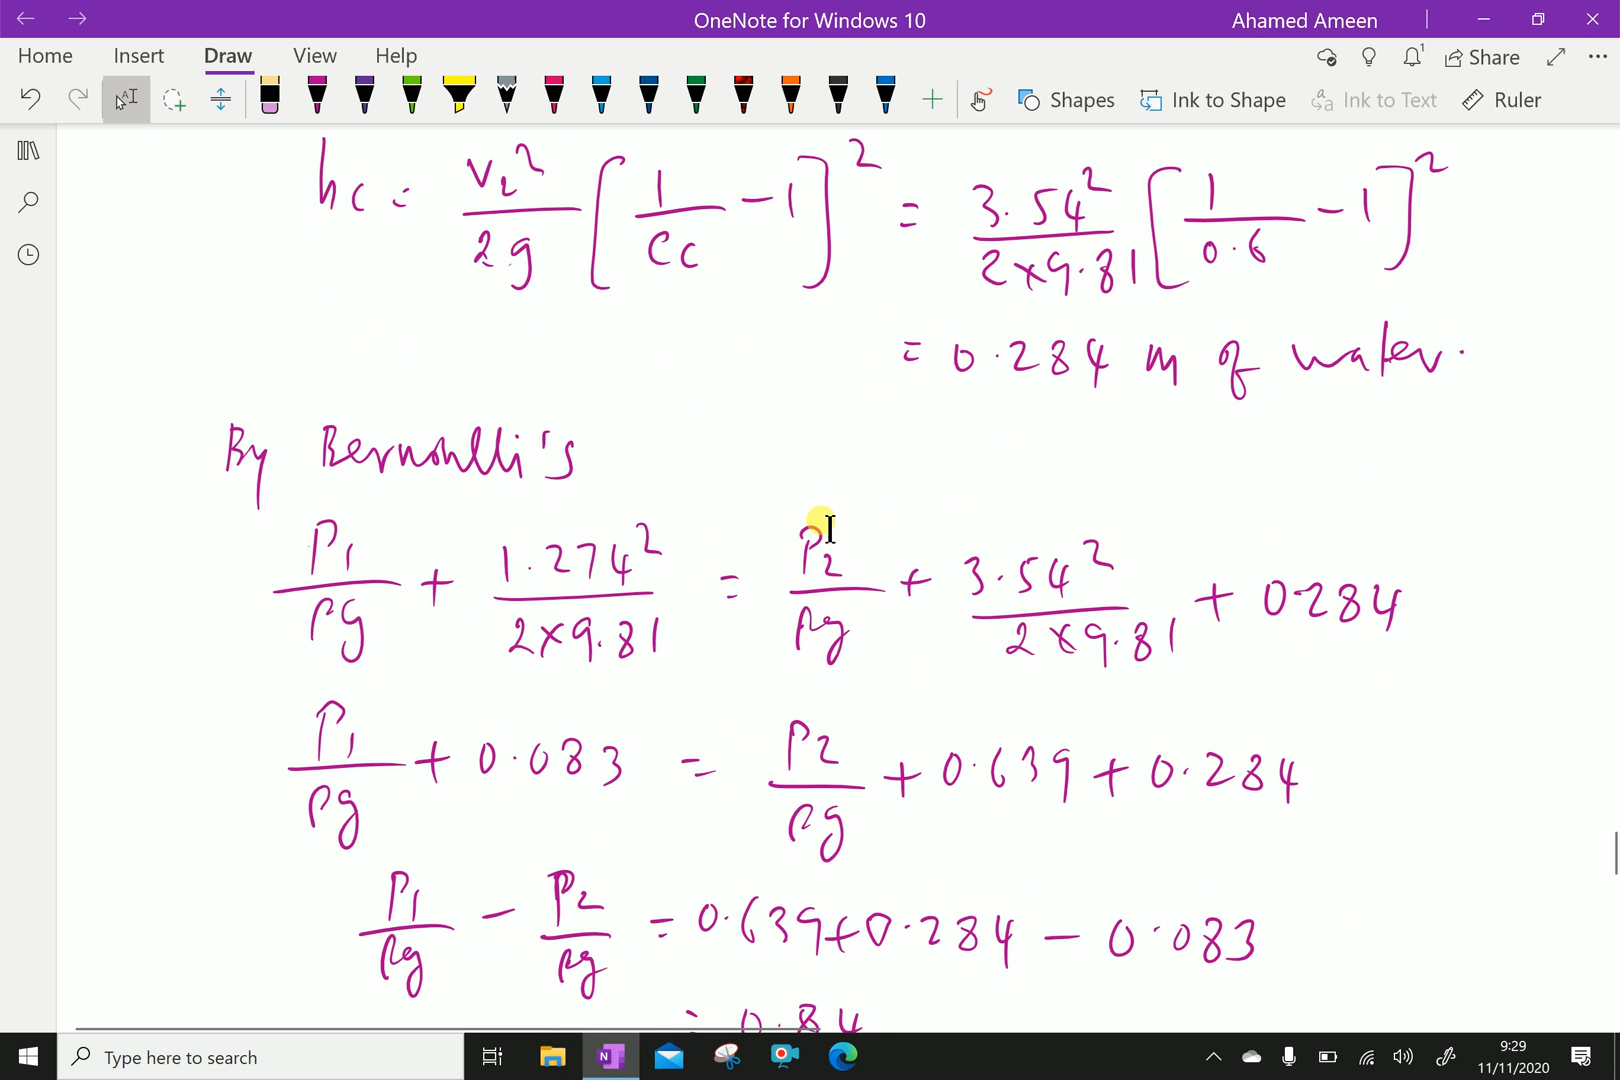 OneNote for Windows 10
Ahamed Ameen
Home Insert Draw View Help
1 Share
Shapes Ink to Shape Ink to Text Ruler
hc = V₂²/2g [1/Cc - 1]² = 3.54²/2×9.81 [1/0.6 - 1]²
= 0.284 m of water.
By Bernoulli's
P₁/ρg + 1.274²/2×9.81 = P₂/ρg + 3.54²/2×9.81 + 0284
P₁/ρg + 0.083 = P2/ρg + 0.639 + 0.284
P₁/ρg - P2/ρg = 0.639+0.284 - 0.083
= 0.84
Type here to search
9:29
11/11/2020